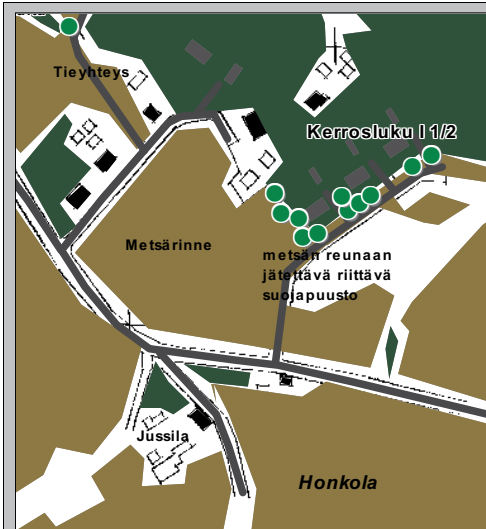 Tieyhteys
Kerrosluku I 1/2
Metsärinne
metsän reunaan
jätettävä riittävä
suojapuusto
Jussila
Honkola